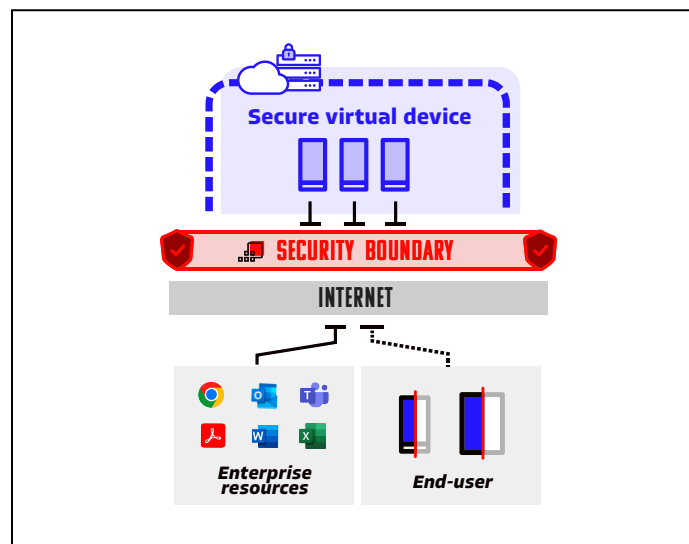 Secure virtual device
SECURITY BOUNDARY
INTERNET
O
T
W
X
Enterprise
resources
End-user